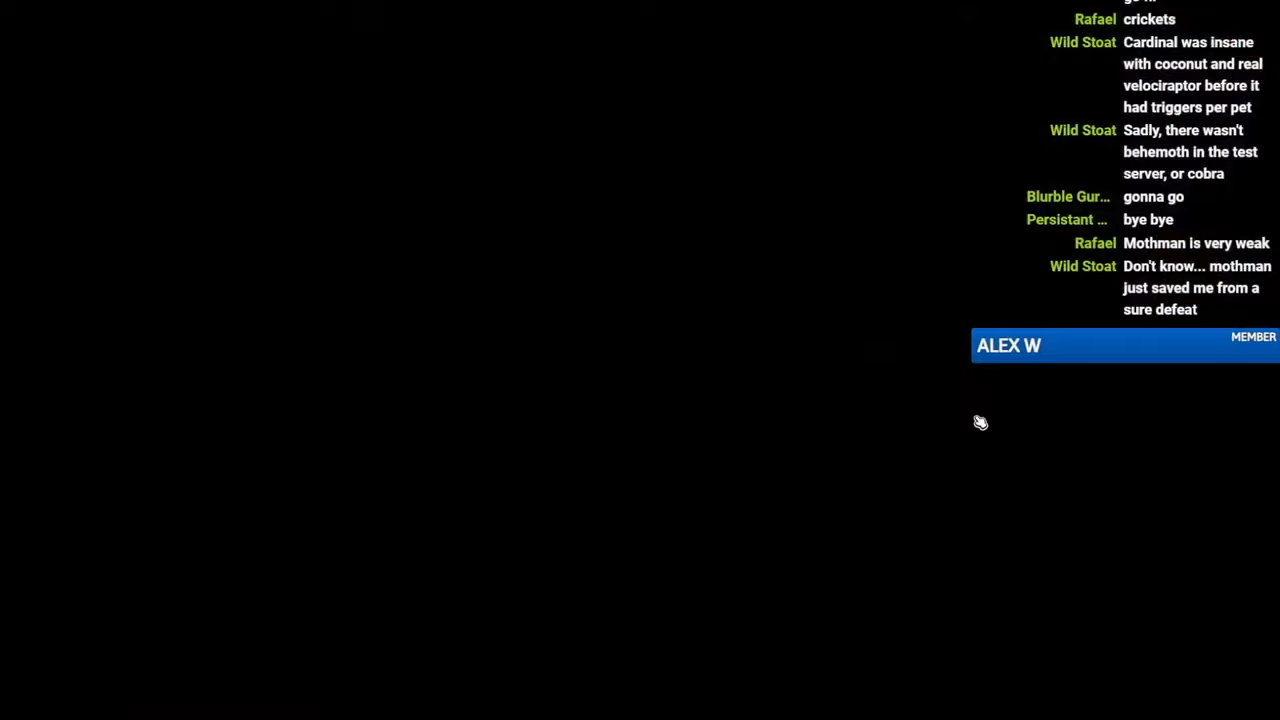 Rafael crickets
Wild Stoat Cardinal was insane
with coconut and real
velociraptor before it
had triggers per pet
Wild Stoat Sadly, there wasn't
behemoth in the test
server, or cobra
Blurble Gur... gonna go
Persistant ... bye bye
Rafael Mothman is very weak
Wild Stoat Don't know... mothman
just saved me from a
sure defeat
ALEX W MEMBER